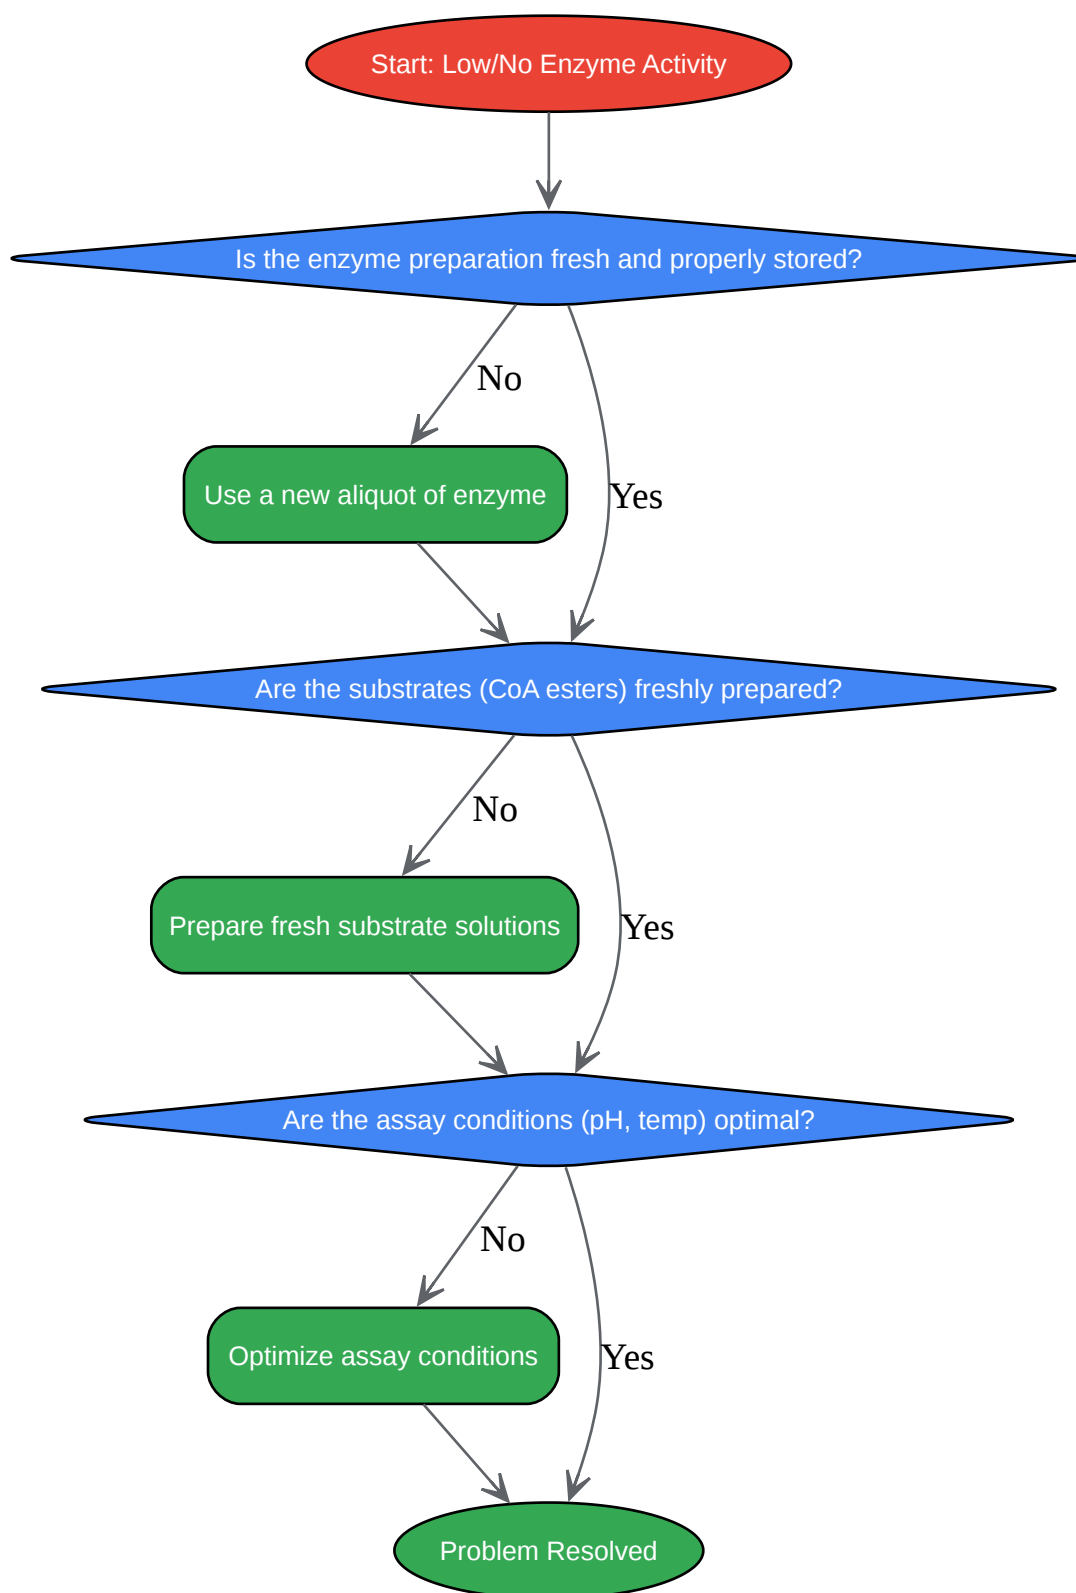 Start: Low/No Enzyme Activity
Is the enzyme preparation fresh and properly stored?
No
Use a new aliquot of enzyme
Yes
Are the substrates (CoA esters) freshly prepared?
No
Prepare fresh substrate solutions
Yes
Are the assay conditions (pH, temp) optimal?
No
Optimize assay conditions
Yes
Problem Resolved